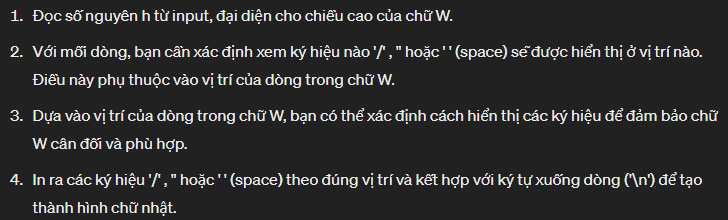 1. Đọc số nguyên h từ input, đại diện cho chiều cao của chữ W.
2. Với mỗi dòng, bạn cần xác định xem ký hiệu nào '/' , '' hoặc ' ' (space) sẽ được hiển thị ở vị trí nào.
Điều này phụ thuộc vào vị trí của dòng trong chữ W.
3. Dựa vào vị trí của dòng trong chữ W, bạn có thể xác định cách hiển thị các ký hiệu để đảm bảo chữ
W cân đối và phù hợp.
4. In ra các ký hiệu '/' , '' hoặc ' ' (space) theo đúng vị trí và kết hợp với ký tự xuống dòng ('\n') để tạo
thành hình chữ nhật.